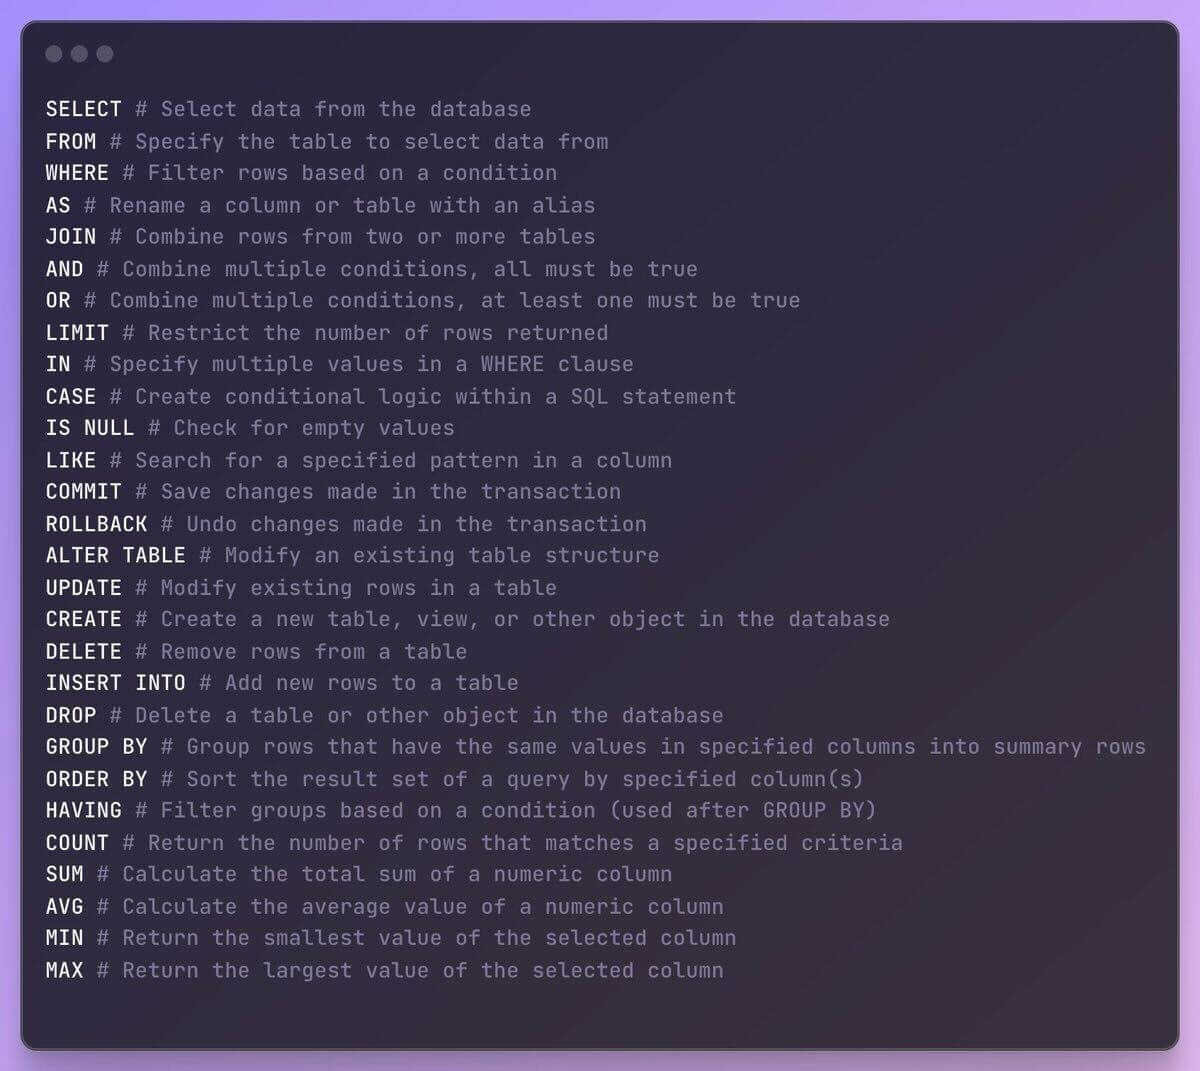 SELECT # Select data from the database
FROM # Specify the table to select data from
WHERE # Filter rows based on a condition
AS # Rename a column or table with an alias
JOIN # Combine rows from two or more tables
AND # Combine multiple conditions, all must be true
OR # Combine multiple conditions, at least one must be true
LIMIT # Restrict the number of rows returned
IN # Specify multiple values in a WHERE clause
CASE # Create conditional logic within a SQL statement
IS NULL # Check for empty values
LIKE # Search for a specified pattern in a column
COMMIT # Save changes made in the transaction
ROLLBACK # Undo changes made in the transaction
ALTER TABLE # Modify an existing table structure
UPDATE # Modify existing rows in a table
CREATE # Create a new table, view, or other object in the database
DELETE # Remove rows from a table
INSERT INTO # Add new rows to a table
DROP # Delete a table or other object in the database
GROUP BY # Group rows that have the same values in specified columns into summary rows
ORDER BY # Sort the result set of a query by specified column(s)
HAVING # Filter groups based on a condition (used after GROUP BY)
COUNT # Return the number of rows that matches a specified criteria
SUM # Calculate the total sum of a numeric column
AVG # Calculate the average value of a numeric column
MIN # Return the smallest value of the selected column
MAX # Return the largest value of the selected column